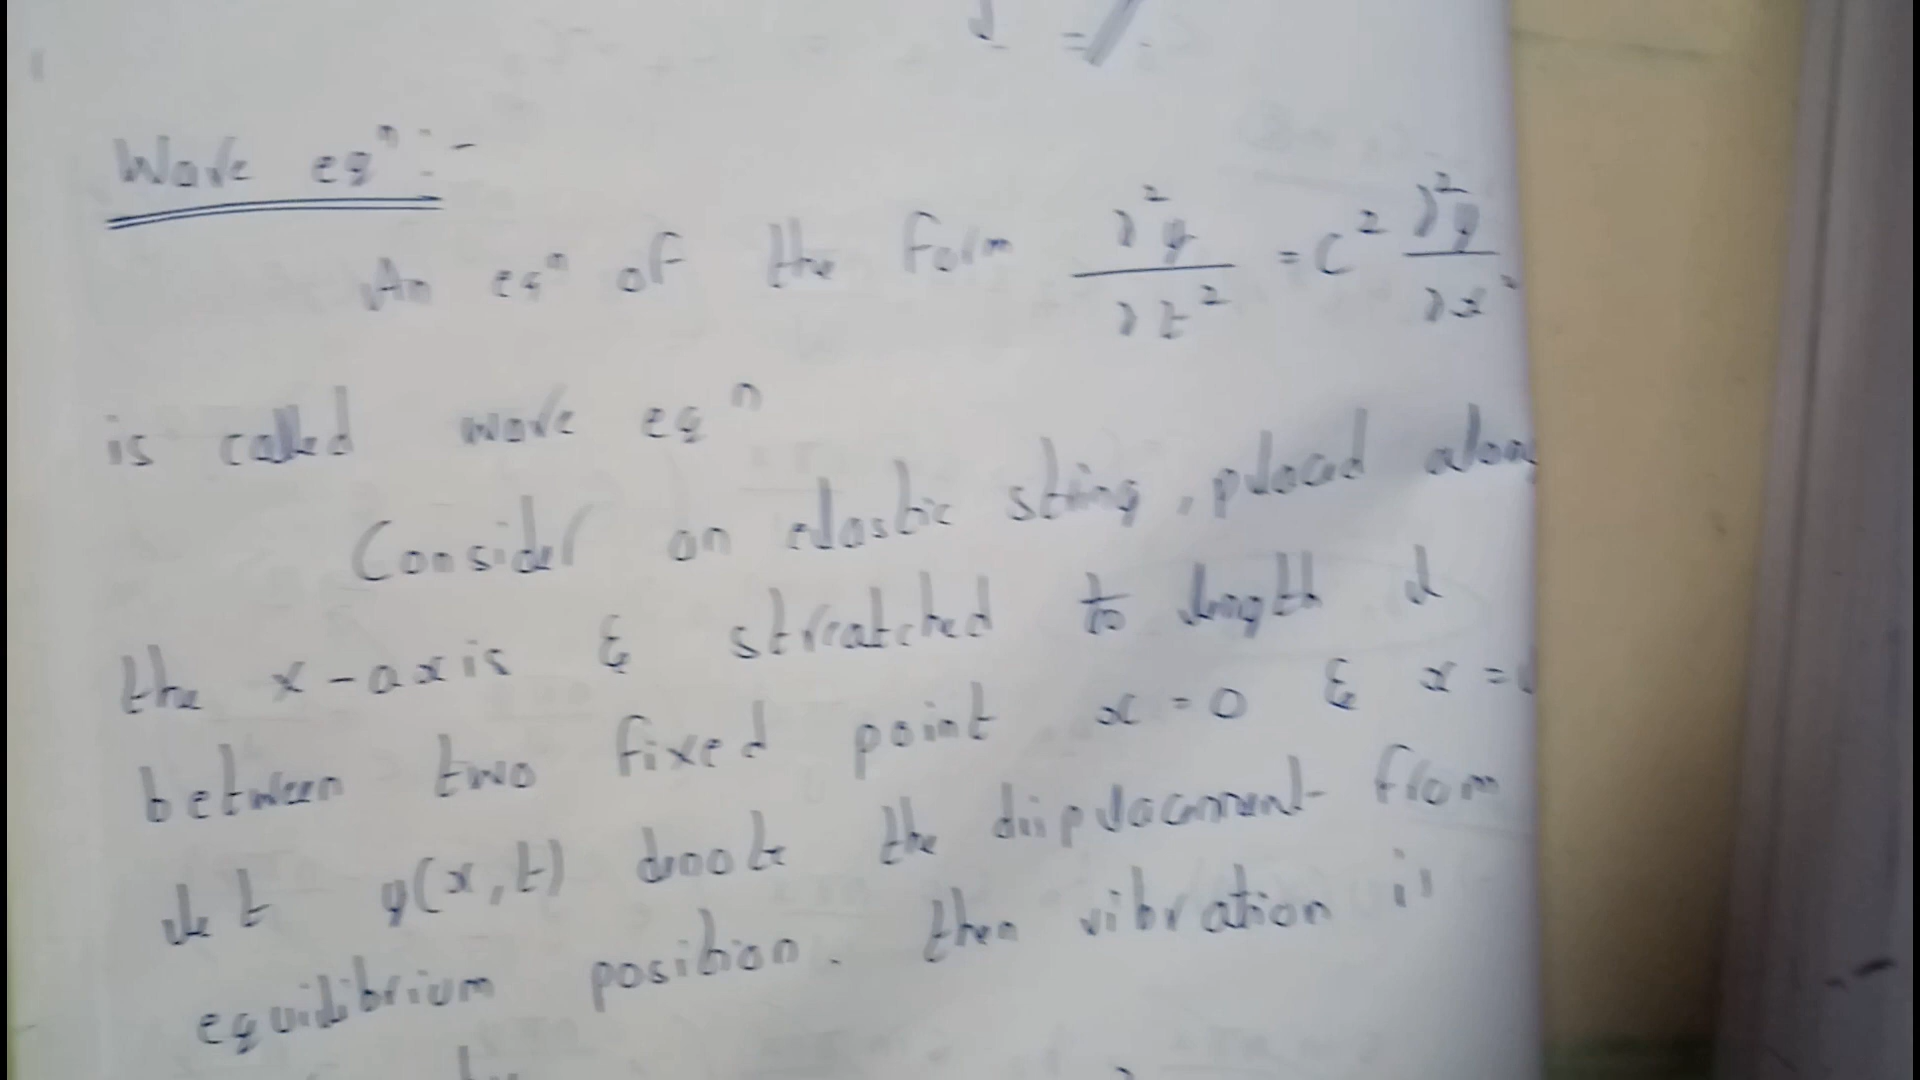 Wave eqⁿ :-
An eqⁿ of the form ∂²y/∂t² = c² ∂²y/∂x²
is called wave eqⁿ
Consider an elastic sting, placed along
the x-axis & streatched to length l
between two fixed point x = 0 & x = l
let y(x,t) denote the displacement from
equilibrium position. then vibration is